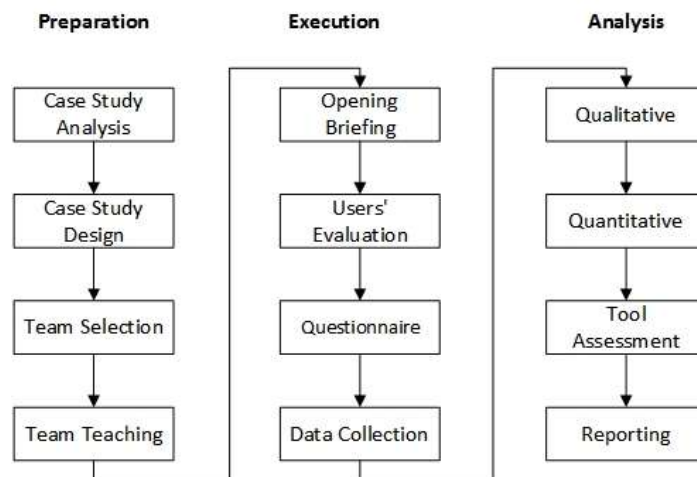 Preparation
Case Study
Analysis
Case Study
Design
Team Selection
Team Teaching
Execution
Opening
Briefing
Users'
Evaluation
Questionnaire
Data Collection
Analysis
Qualitative
Quantitative
Tool
Assessment
Reporting